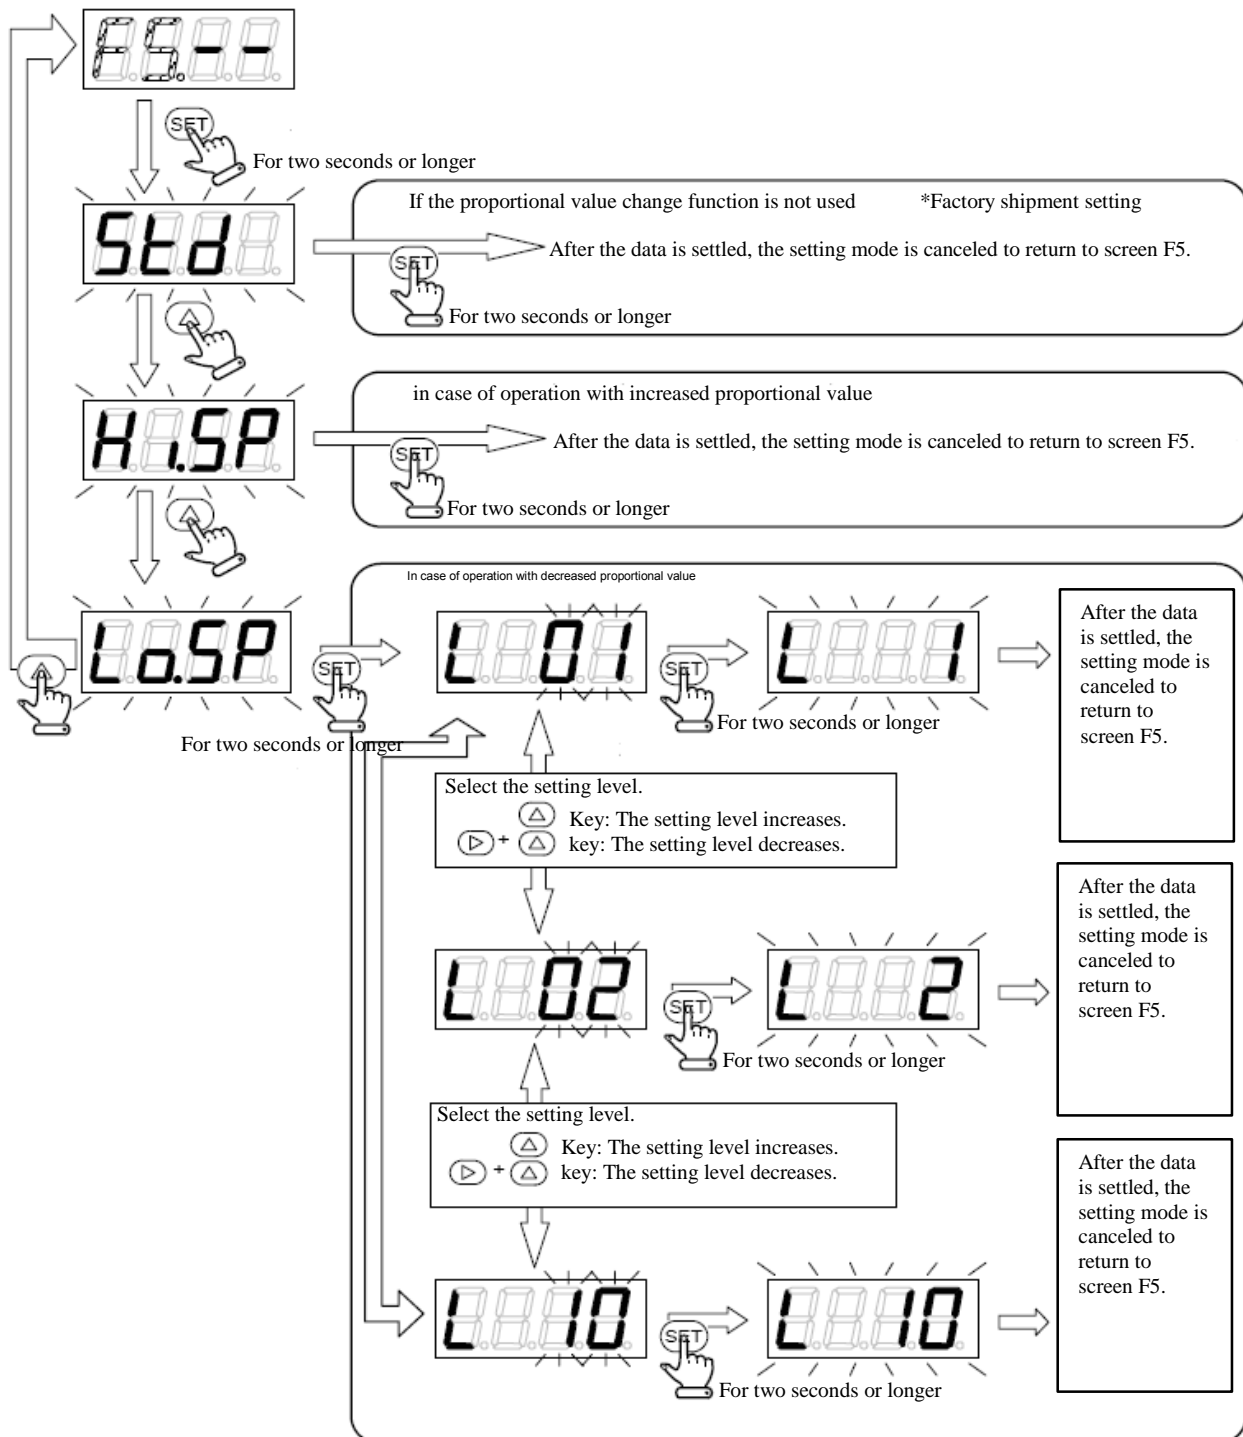 F5.--
SET
For two seconds or longer
Std
If the proportional value change function is not used *Factory shipment setting
After the data is settled, the setting mode is canceled to return to screen F5.
SET
For two seconds or longer
Hi.SP
in case of operation with increased proportional value
After the data is settled, the setting mode is canceled to return to screen F5.
SET
For two seconds or longer
Lo.SP
SET
For two seconds or longer
In case of operation with decreased proportional value
L 01
SET
For two seconds or longer
L 1
After the data
is settled, the
setting mode is
canceled to
return to
screen F5.
Select the setting level.
Key: The setting level increases.
+ key: The setting level decreases.
L 02
SET
For two seconds or longer
L 2
After the data
is settled, the
setting mode is
canceled to
return to
screen F5.
Select the setting level.
Key: The setting level increases.
+ key: The setting level decreases.
L 10
SET
For two seconds or longer
L 10
After the data
is settled, the
setting mode is
canceled to
return to
screen F5.